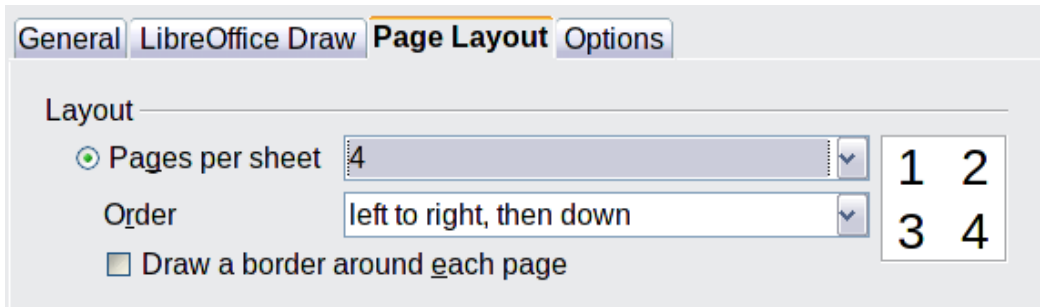 General LibreOffice Draw Page Layout Options
Layout
Pages per sheet 4
Order left to right, then down
Draw a border around each page
1 2
3 4